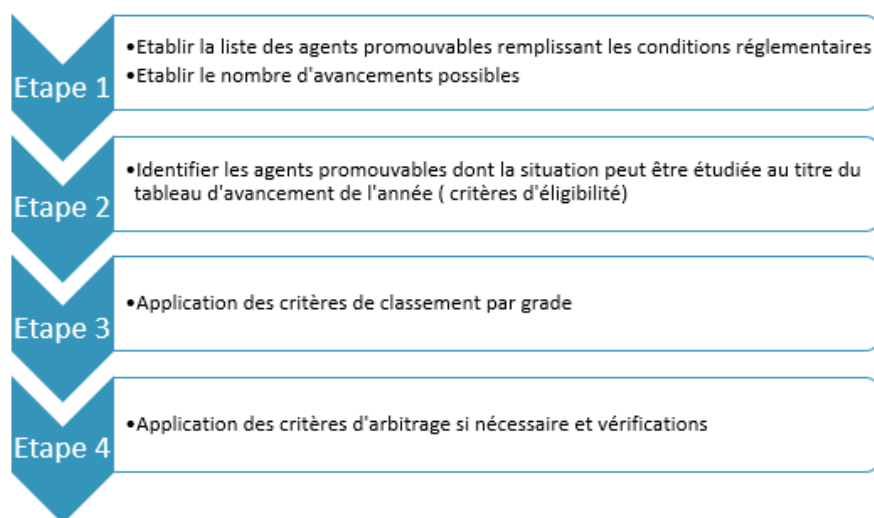 Etape 1
•Etablir la liste des agents promouvables remplissant les conditions réglementaires
•Etablir le nombre d'avancements possibles
Etape 2
•Identifier les agents promouvables dont la situation peut être étudiée au titre du
tableau d'avancement de l'année ( critères d'éligibilité)
Etape 3
•Application des critères de classement par grade
Etape 4
•Application des critères d'arbitrage si nécessaire et vérifications